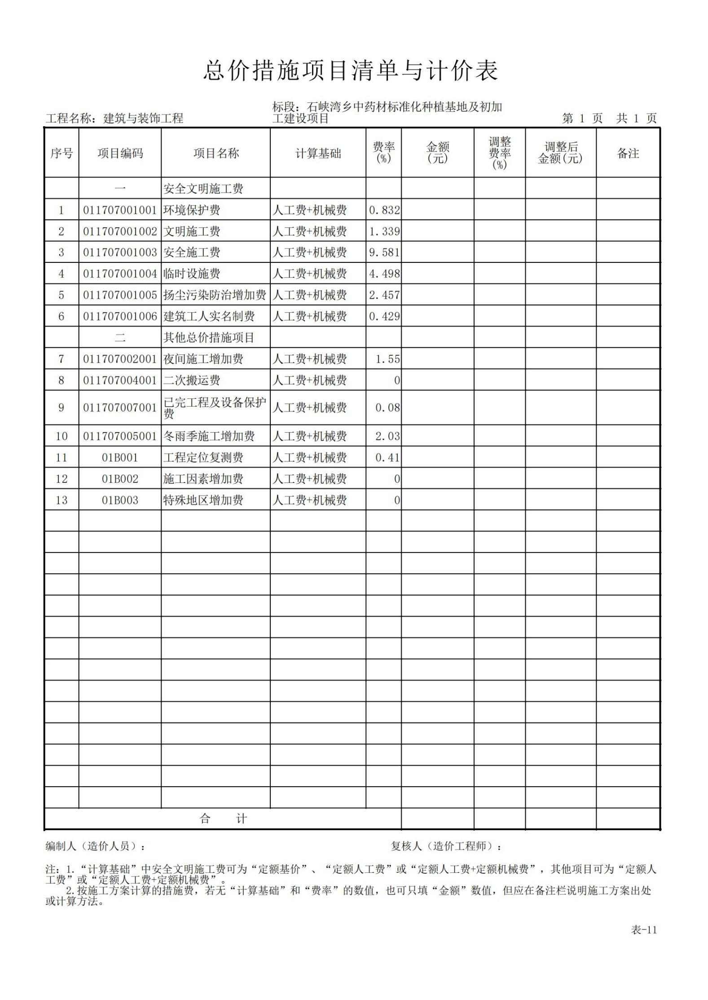 总价措施项目清单与计价表
标段：石峡湾乡中药材标准化种植基地及初加
工程名称：建筑与装饰工程 工建设项目 第 1 页 共 1 页
序号 项目编码 项目名称 计算基础 费率(%) 金额(元) 调整费率(%) 调整后金额(元) 备注
一 安全文明施工费
1 011707001001 环境保护费 人工费+机械费 0.832
2 011707001002 文明施工费 人工费+机械费 1.339
3 011707001003 安全施工费 人工费+机械费 9.581
4 011707001004 临时设施费 人工费+机械费 4.498
5 011707001005 扬尘污染防治增加费 人工费+机械费 2.457
6 011707001006 建筑工人实名制费 人工费+机械费 0.429
二 其他总价措施项目
7 011707002001 夜间施工增加费 人工费+机械费 1.55
8 011707004001 二次搬运费 人工费+机械费 0
9 011707007001 已完工程及设备保护费 人工费+机械费 0.08
10 011707005001 冬雨季施工增加费 人工费+机械费 2.03
11 01B001 工程定位复测费 人工费+机械费 0.41
12 01B002 施工因素增加费 人工费+机械费 0
13 01B003 特殊地区增加费 人工费+机械费 0
合 计
编制人（造价人员）： 复核人（造价工程师）：
注：1.“计算基础”中安全文明施工费可为“定额基价”、“定额人工费”或“定额人工费+定额机械费”，其他项目可为“定额人
工费”或“定额人工费+定额机械费”。
2.按施工方案计算的措施费，若无“计算基础”和“费率”的数值，也可只填“金额”数值，但应在备注栏说明施工方案出处
或计算方法。
表-11